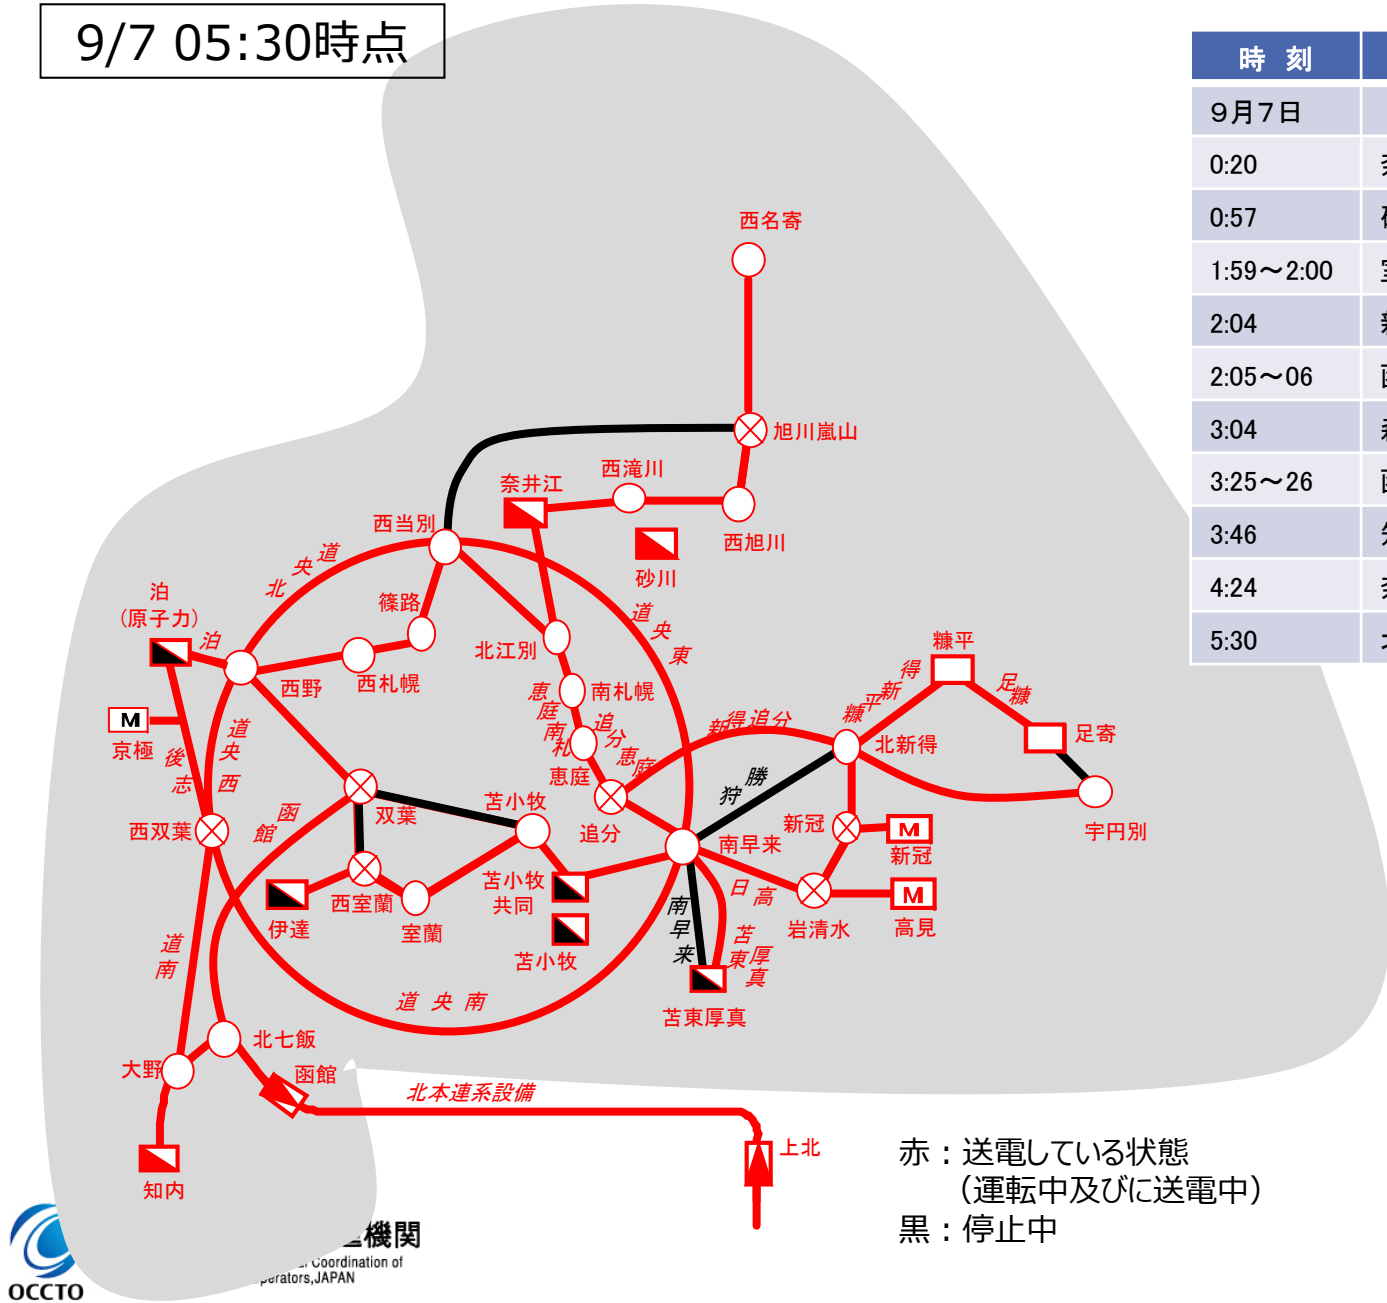 9/7 05:30時点
時 刻
9月7日
0:20
0:57
1:59～2:00
2:04
2:05～06
3:04
3:25～26
3:46
4:24
5:30
西名寄
旭川嵐山
西滝川
奈井江
西旭川
砂川
西当別
道央北
篠路
泊
(原子力)
泊
北江別
道央東
西野
西札幌
南札幌
恵庭南札
追分恵庭
新得追分
糠平
糠平新得
足糠
足寄
北新得
宇円別
M
京極
後志
道央西
恵庭
追分
狩勝
西双葉
函館
双葉
苫小牧
南早来
新冠
M
新冠
日高
岩清水
M
高見
伊達
西室蘭
室蘭
苫小牧
共同
苫小牧
南早来
苫東厚真
苫東厚真
道南
道央南
大野
北七飯
函館
北本連系設備
上北
知内
赤：送電している状態
（運転中及びに送電中）
黒：停止中
機関
Coordination of
perators,JAPAN
OCCTO